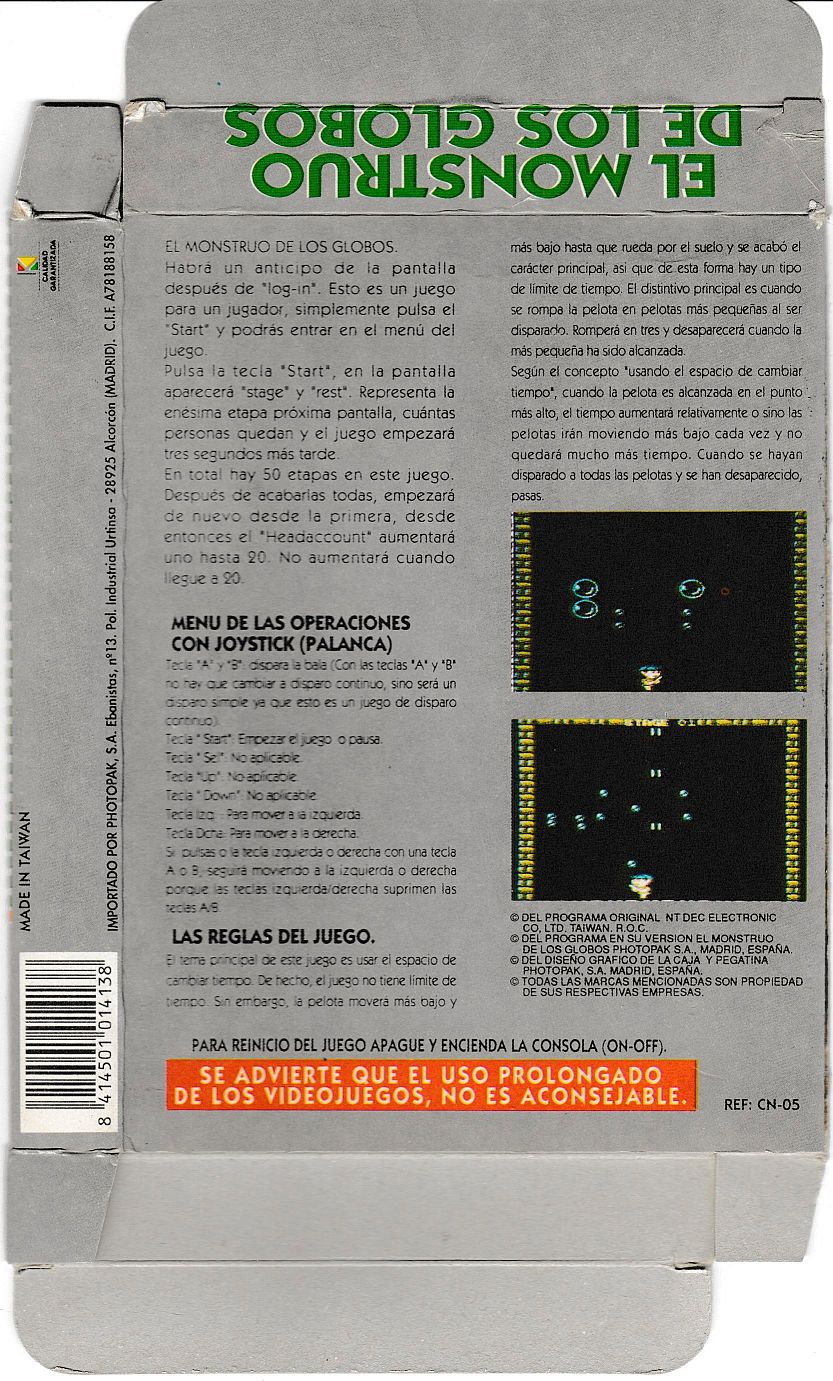 EL MONSTRUO
DE LOS GLOBOS
EL MONSTRUO DE LOS GLOBOS.
Habrá un anticipo de la pantalla
después de "log-in". Esto es un juego
para un jugador, simplemente pulsa el
"Start" y podrás entrar en el menú del
juego.
Pulsa la tecla "Start", en la pantalla
aparecerá "stage" y "rest". Representa la
enésima etapa próxima pantalla, cuántas
personas quedan y el juego empezará
tres segundos más tarde.
En total hay 50 etapas en este juego.
Después de acabarlas todas, empezará
de nuevo desde la primera, desde
entonces el "Headaccount" aumentará
uno hasta 20. No aumentará cuando
llegue a 20.
MENU DE LAS OPERACIONES
CON JOYSTICK (PALANCA)
Tecla "A" y "B": dispara la bala (Con las teclas "A" y "B"
no hay que cambiar a disparo continuo, sino será un
disparo simple ya que esto es un juego de disparo
continuo).
Tecla " Start": Empezar el juego o pausa.
Tecla " Sel": No aplicable.
Tecla "Up": No aplicable.
Tecla " Down": No aplicable.
Tecla Izq. : Para mover a la izquierda.
Tecla Dcha: Para mover a la derecha.
Si pulsas o la tecla izquierda o derecha con una tecla
A o B, seguirá moviendo a la izquierda o derecha
porque las teclas izquierda/derecha suprimen las
teclas A/B.
LAS REGLAS DEL JUEGO.
El tema principal de este juego es usar el espacio de
cambiar tiempo. De hecho, el juego no tiene límite de
tiempo. Sin embargo, la pelota moverá más bajo y
más bajo hasta que rueda por el suelo y se acabó el
carácter principal, asi que de esta forma hay un tipo
de límite de tiempo. El distintivo principal es cuando
se rompa la pelota en pelotas más pequeñas al ser
disparado. Romperá en tres y desaparecerá cuando la
más pequeña ha sido alcanzada.
Según el concepto "usando el espacio de cambiar
tiempo", cuando la pelota es alcanzada en el punto
más alto, el tiempo aumentará relativamente o sino las
pelotas irán moviendo más bajo cada vez y no
quedará mucho más tiempo. Cuando se hayan
disparado a todas las pelotas y se han desaparecido,
pasas.
STAGE 01
© DEL PROGRAMA ORIGINAL NT DEC ELECTRONIC
CO, LTD. TAIWAN. R.O.C.
© DEL PROGRAMA EN SU VERSION EL MONSTRUO
DE LOS GLOBOS PHOTOPAK S.A., MADRID, ESPAÑA.
© DEL DISEÑO GRAFICO DE LA CAJA Y PEGATINA
PHOTOPAK, S.A. MADRID, ESPAÑA.
© TODAS LAS MARCAS MENCIONADAS SON PROPIEDAD
DE SUS RESPECTIVAS EMPRESAS.
PARA REINICIO DEL JUEGO APAGUE Y ENCIENDA LA CONSOLA (ON-OFF).
SE ADVIERTE QUE EL USO PROLONGADO
DE LOS VIDEOJUEGOS, NO ES ACONSEJABLE.
REF: CN-05
CALIDAD
GARANTIZADA
MADE IN TAIWAN
IMPORTADO POR PHOTOPAK, S.A. Ebanistas, nº13. Pol. Industrial Urtinsa - 28925 Alcorcón (MADRID). C.I.F. A78188158
8 414501 014138